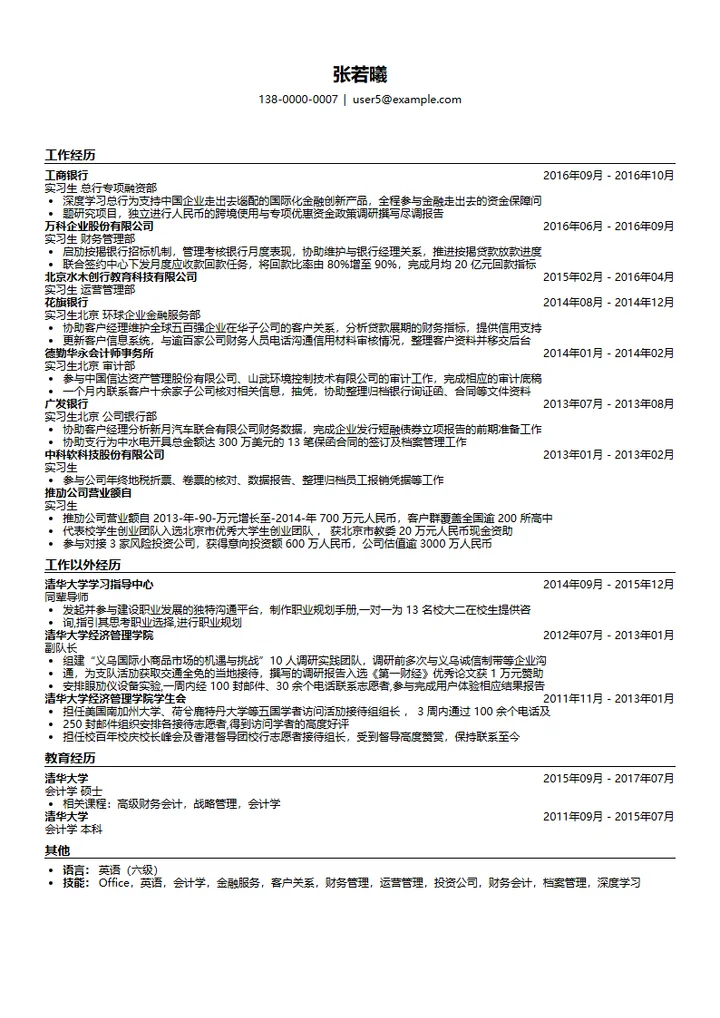 张若曦
138-0000-0007 | user5@example.com
工作经历
工商银行 2016年09月 - 2016年10月
实习生 总行专项融资部
• 深度学习总行为支持中国企业走出去匹配的国际化金融创新产品，全程参与金融走出去的资金保障问
• 题研究项目，独立进行人民币的跨境使用与专项优惠资金政策调研撰写尽调报告
万科企业股份有限公司 2016年06月 - 2016年09月
实习生 财务管理部
• 启动按揭银行招标机制，管理考核银行月度表现，协助维护与银行经理关系，推进按揭贷款放款进度
• 联合签约中心下发月度应收款回款任务，将回款比率由 80%增至 90%，完成月均 20 亿元回款指标
北京水木创行教育科技有限公司 2015年02月 - 2016年04月
实习生 运营管理部
花旗银行 2014年08月 - 2014年12月
实习生北京 环球企业金融服务部
• 协助客户经理维护全球五百强企业在华子公司的客户关系，分析贷款展期的财务指标，提供信用支持
• 更新客户信息系统，与逾百家公司财务人员电话沟通信用材料审核情况，整理客户资料并移交后台
德勤华永会计师事务所 2014年01月 - 2014年02月
实习生北京 审计部
• 参与中国信达资产管理股份有限公司、山武环境控制技术有限公司的审计工作，完成相应的审计底稿
• 一个月内联系客户十余家子公司核对相关信息，抽凭，协助整理归档银行询证函、合同等文件资料
广发银行 2013年07月 - 2013年08月
实习生北京 公司银行部
• 协助客户经理分析新月汽车联合有限公司财务数据，完成企业发行短融债券立项报告的前期准备工作
• 协助支行为中水电开具总金额达 300 万美元的 13 笔保函合同的签订及档案管理工作
中科软科技股份有限公司 2013年01月 - 2013年02月
实习生
• 参与公司年终地税折票、卷票的核对、数据报告、整理归档员工报销凭据等工作
推动公司营业额自
实习生
• 推动公司营业额自 2013-年-90-万元增长至-2014-年 700 万元人民币，客户群覆盖全国逾 200 所高中
• 代表校学生创业团队入选北京市优秀大学生创业团队， 获北京市教委 20 万元人民币现金资助
• 参与对接 3 家风险投资公司，获得意向投资额 600 万人民币，公司估值逾 3000 万人民币
工作以外经历
清华大学学习指导中心 2014年09月 - 2015年12月
同辈导师
• 发起并参与建设职业发展的独特沟通平台，制作职业规划手册,一对一为 13 名校大二在校生提供咨
• 询,指引其思考职业选择,进行职业规划
清华大学经济管理学院 2012年07月 - 2013年01月
副队长
• 组建“义乌国际小商品市场的机遇与挑战”10 人调研实践团队，调研前多次与义乌诚信制带等企业沟
• 通，为支队活动获取交通全免的当地接待，撰写的调研报告入选《第一财经》优秀论文获 1 万元赞助
• 安排眼动仪设备实验,一周内经 100 封邮件、30 余个电话联系志愿者,参与完成用户体验相应结果报告
清华大学经济管理学院学生会 2011年11月 - 2013年01月
• 担任美国南加州大学、荷兮鹿特丹大学等五国学者访问活动接待组组长， 3 周内通过 100 余个电话及
• 250 封邮件组织安排各接待志愿者,得到访问学者的高度好评
• 担任校百年校庆校长峰会及香港督导团校行志愿者接待组长，受到督导高度赞赏，保持联系至今
教育经历
清华大学 2015年09月 - 2017年07月
会计学 硕士
• 相关课程：高级财务会计，战略管理，会计学
清华大学 2011年09月 - 2015年07月
会计学 本科
其他
• 语言： 英语（六级）
• 技能： Office，英语，会计学，金融服务，客户关系，财务管理，运营管理，投资公司，财务会计，档案管理，深度学习